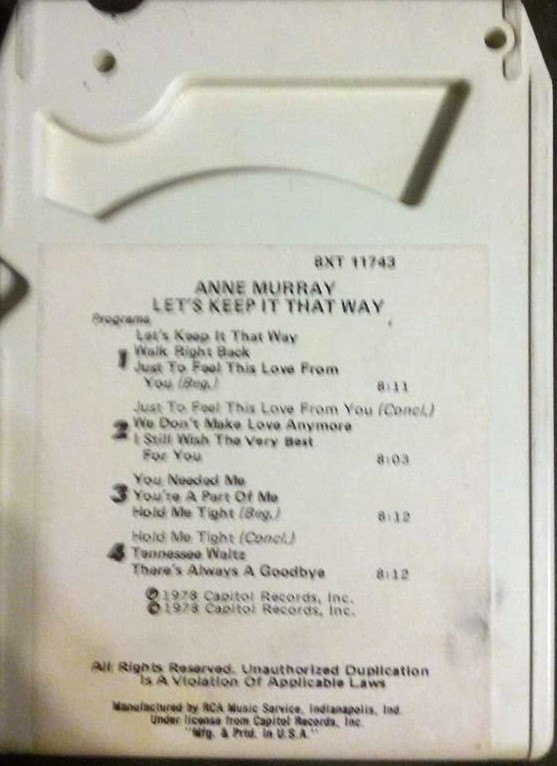 8XT 11743
ANNE MURRAY
LET'S KEEP IT THAT WAY
Programs
Let's Keep It That Way
1 Walk Right Back
Just To Feel This Love From
You (Beg.) 8:11
Just To Feel This Love From You (Concl.)
2 We Don't Make Love Anymore
I Still Wish The Very Best
For You 8:03
You Needed Me
3 You're A Part Of Me
Hold Me Tight (Beg.) 8:12
Hold Me Tight (Concl.)
4 Tennessee Waltz
There's Always A Goodbye 8:12
℗ 1978 Capitol Records, Inc.
© 1978 Capitol Records, Inc.
All Rights Reserved. Unauthorized Duplication
Is A Violation Of Applicable Laws
Manufactured by RCA Music Service, Indianapolis, Ind.
Under license from Capitol Records, Inc.
"Mfg. & Prtd. in U.S.A."